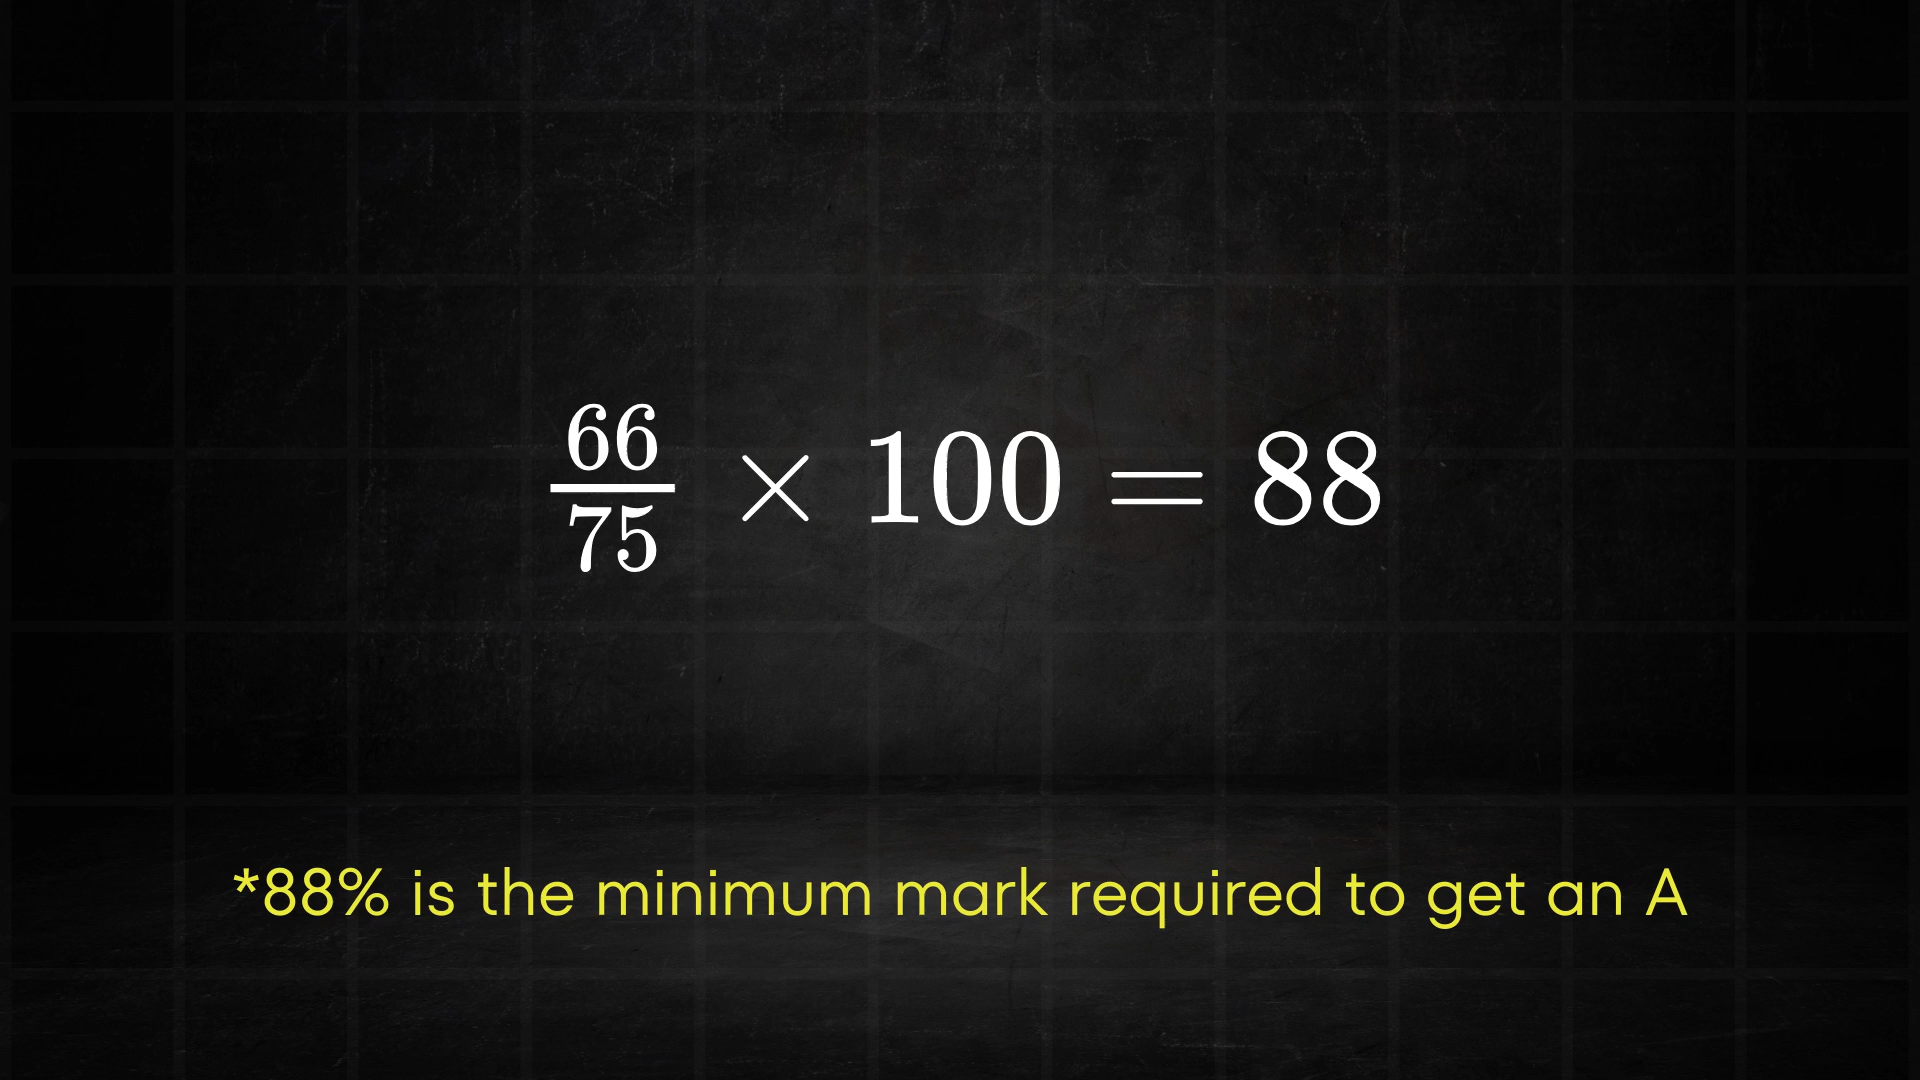 66/75 × 100 = 88
*88% is the minimum mark required to get an A